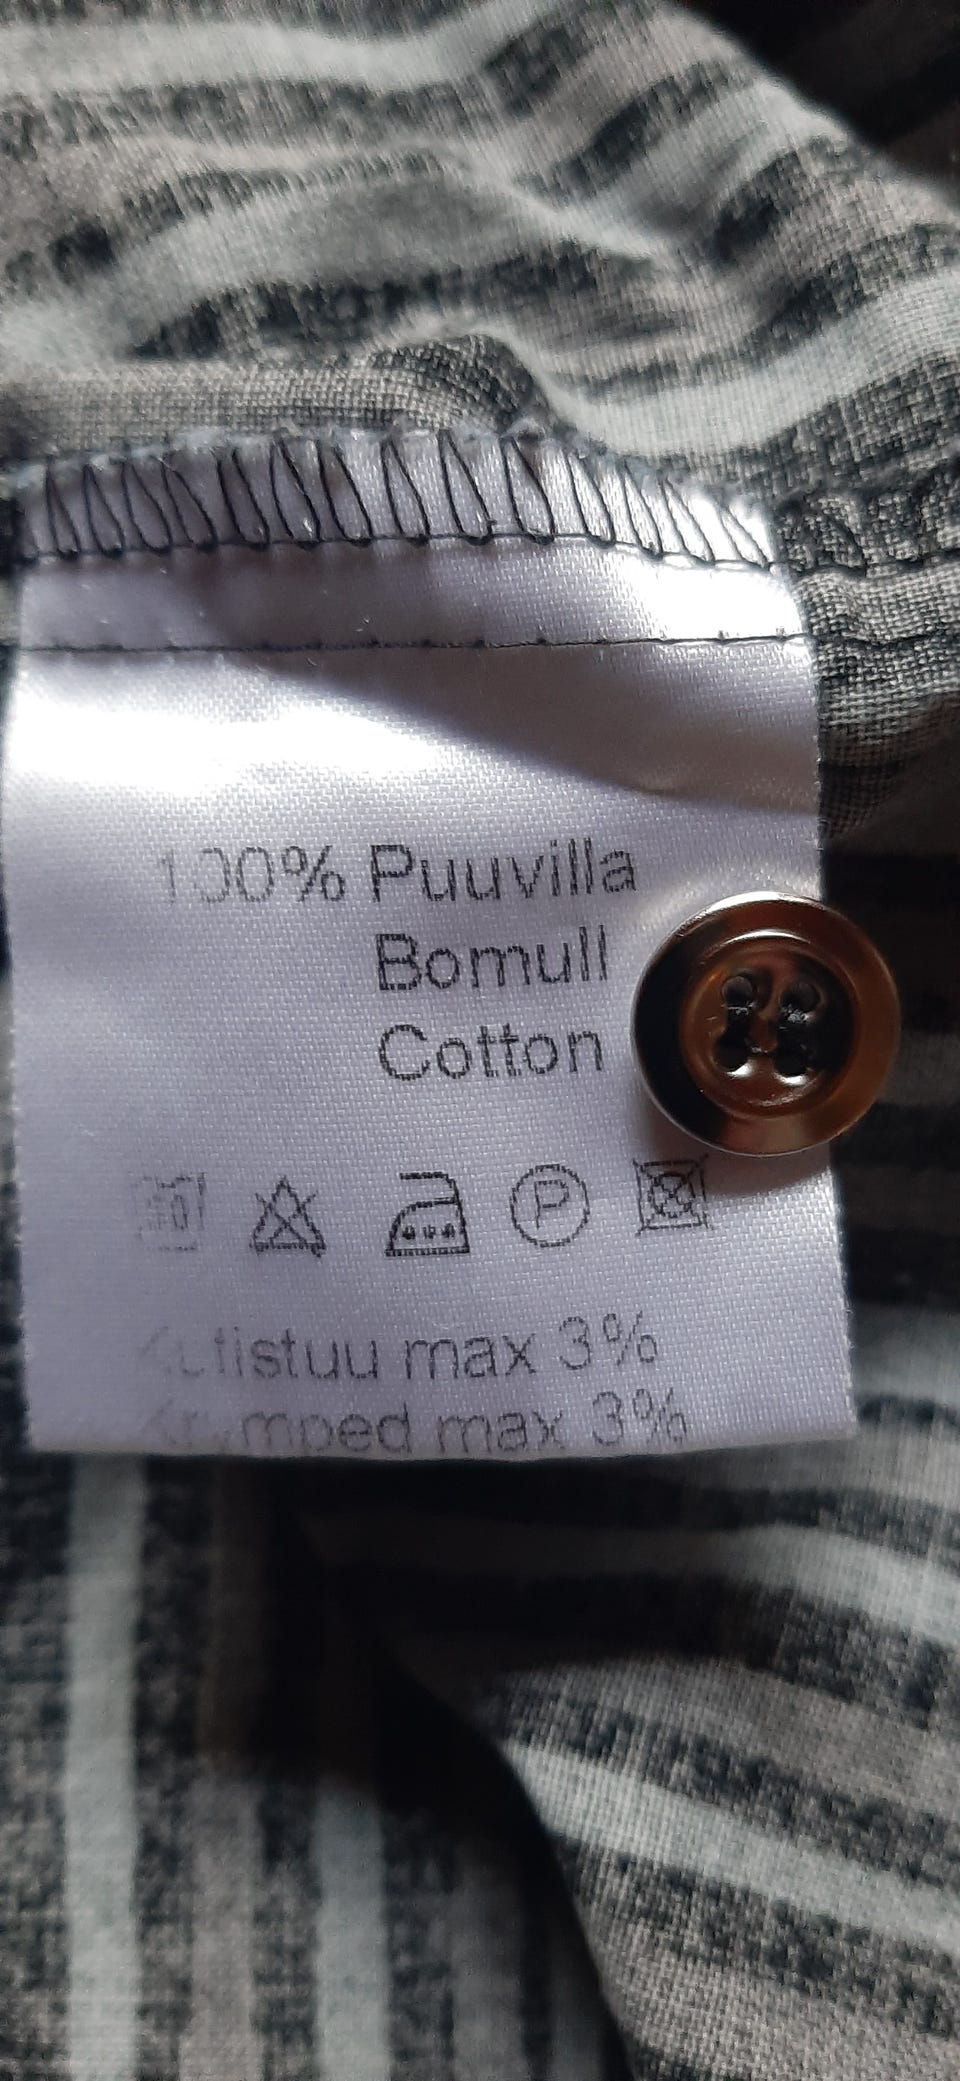 100% Puuvilla
Bomull
Cotton
P
max 3%
max 3%